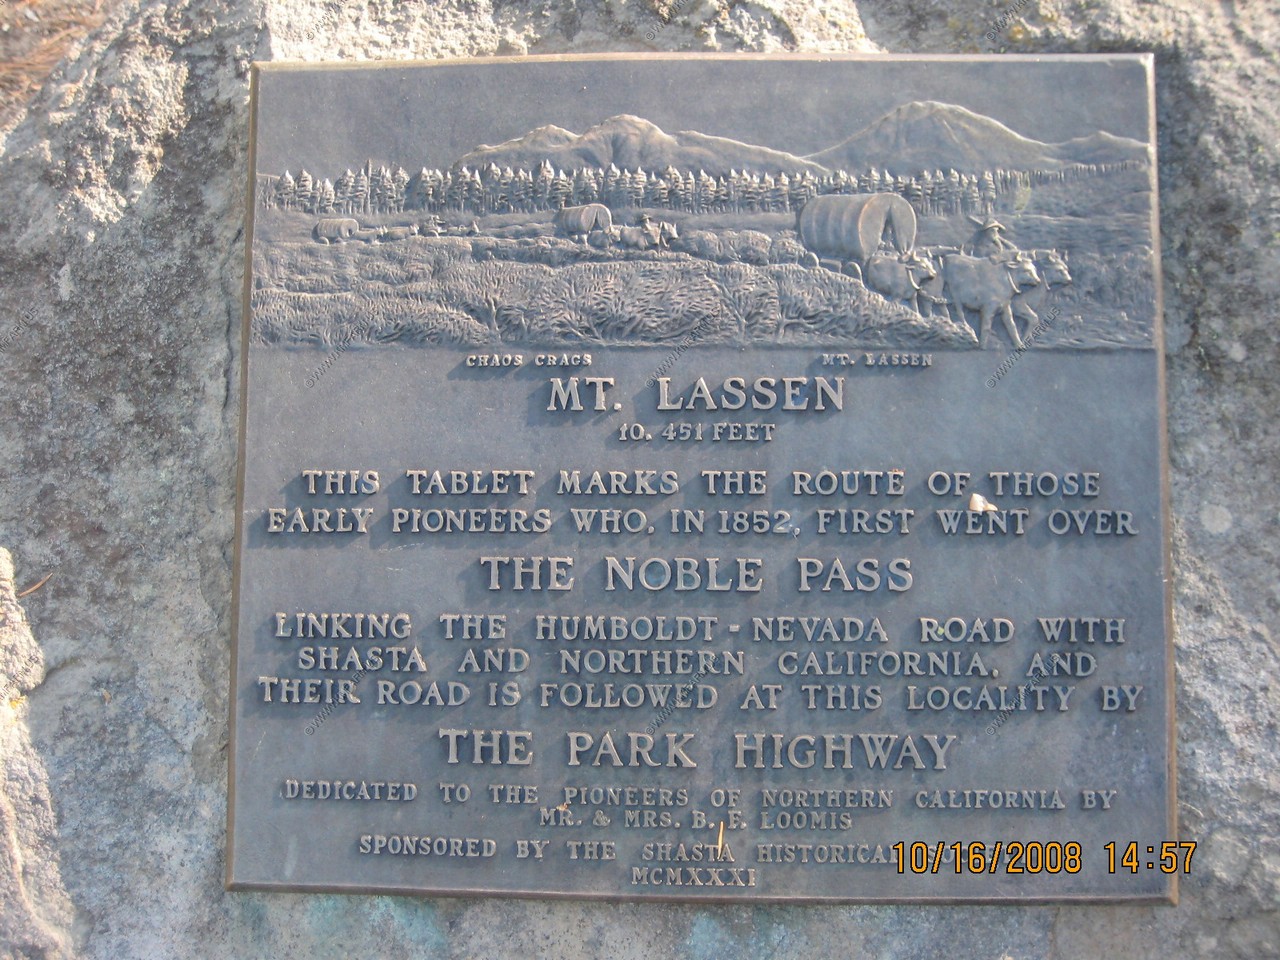 CHAOS CRAGS MT. LASSEN
MT. LASSEN
10,451 FEET
THIS TABLET MARKS THE ROUTE OF THOSE
EARLY PIONEERS WHO, IN 1852, FIRST WENT OVER
THE NOBLE PASS
LINKING THE HUMBOLDT-NEVADA ROAD WITH
SHASTA AND NORTHERN CALIFORNIA, AND
THEIR ROAD IS FOLLOWED AT THIS LOCALITY BY
THE PARK HIGHWAY
DEDICATED TO THE PIONEERS OF NORTHERN CALIFORNIA BY
MR. & MRS. B. F. LOOMIS
SPONSORED BY THE SHASTA HISTORICAL
MCMXXXI
10/16/2008 14:57